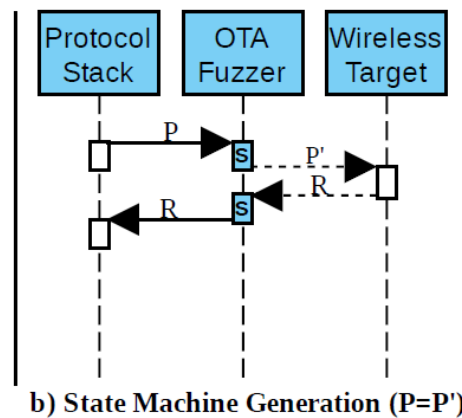 Protocol
Stack
OTA
Fuzzer
Wireless
Target
P
S
P'
R
R
S
b) State Machine Generation (P=P')